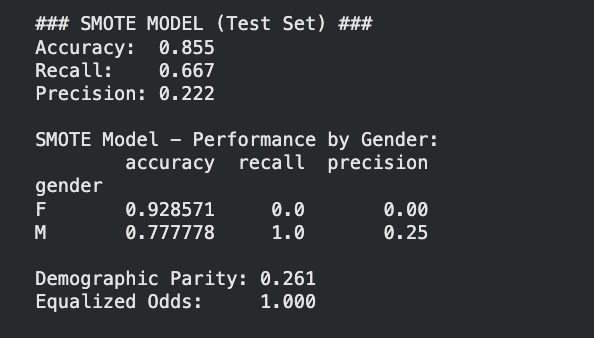 ### SMOTE MODEL (Test Set) ###
Accuracy:  0.855
Recall:    0.667
Precision: 0.222

SMOTE Model – Performance by Gender:
        accuracy  recall  precision
gender
F       0.928571     0.0       0.00
M       0.777778     1.0       0.25

Demographic Parity: 0.261
Equalized Odds:     1.000